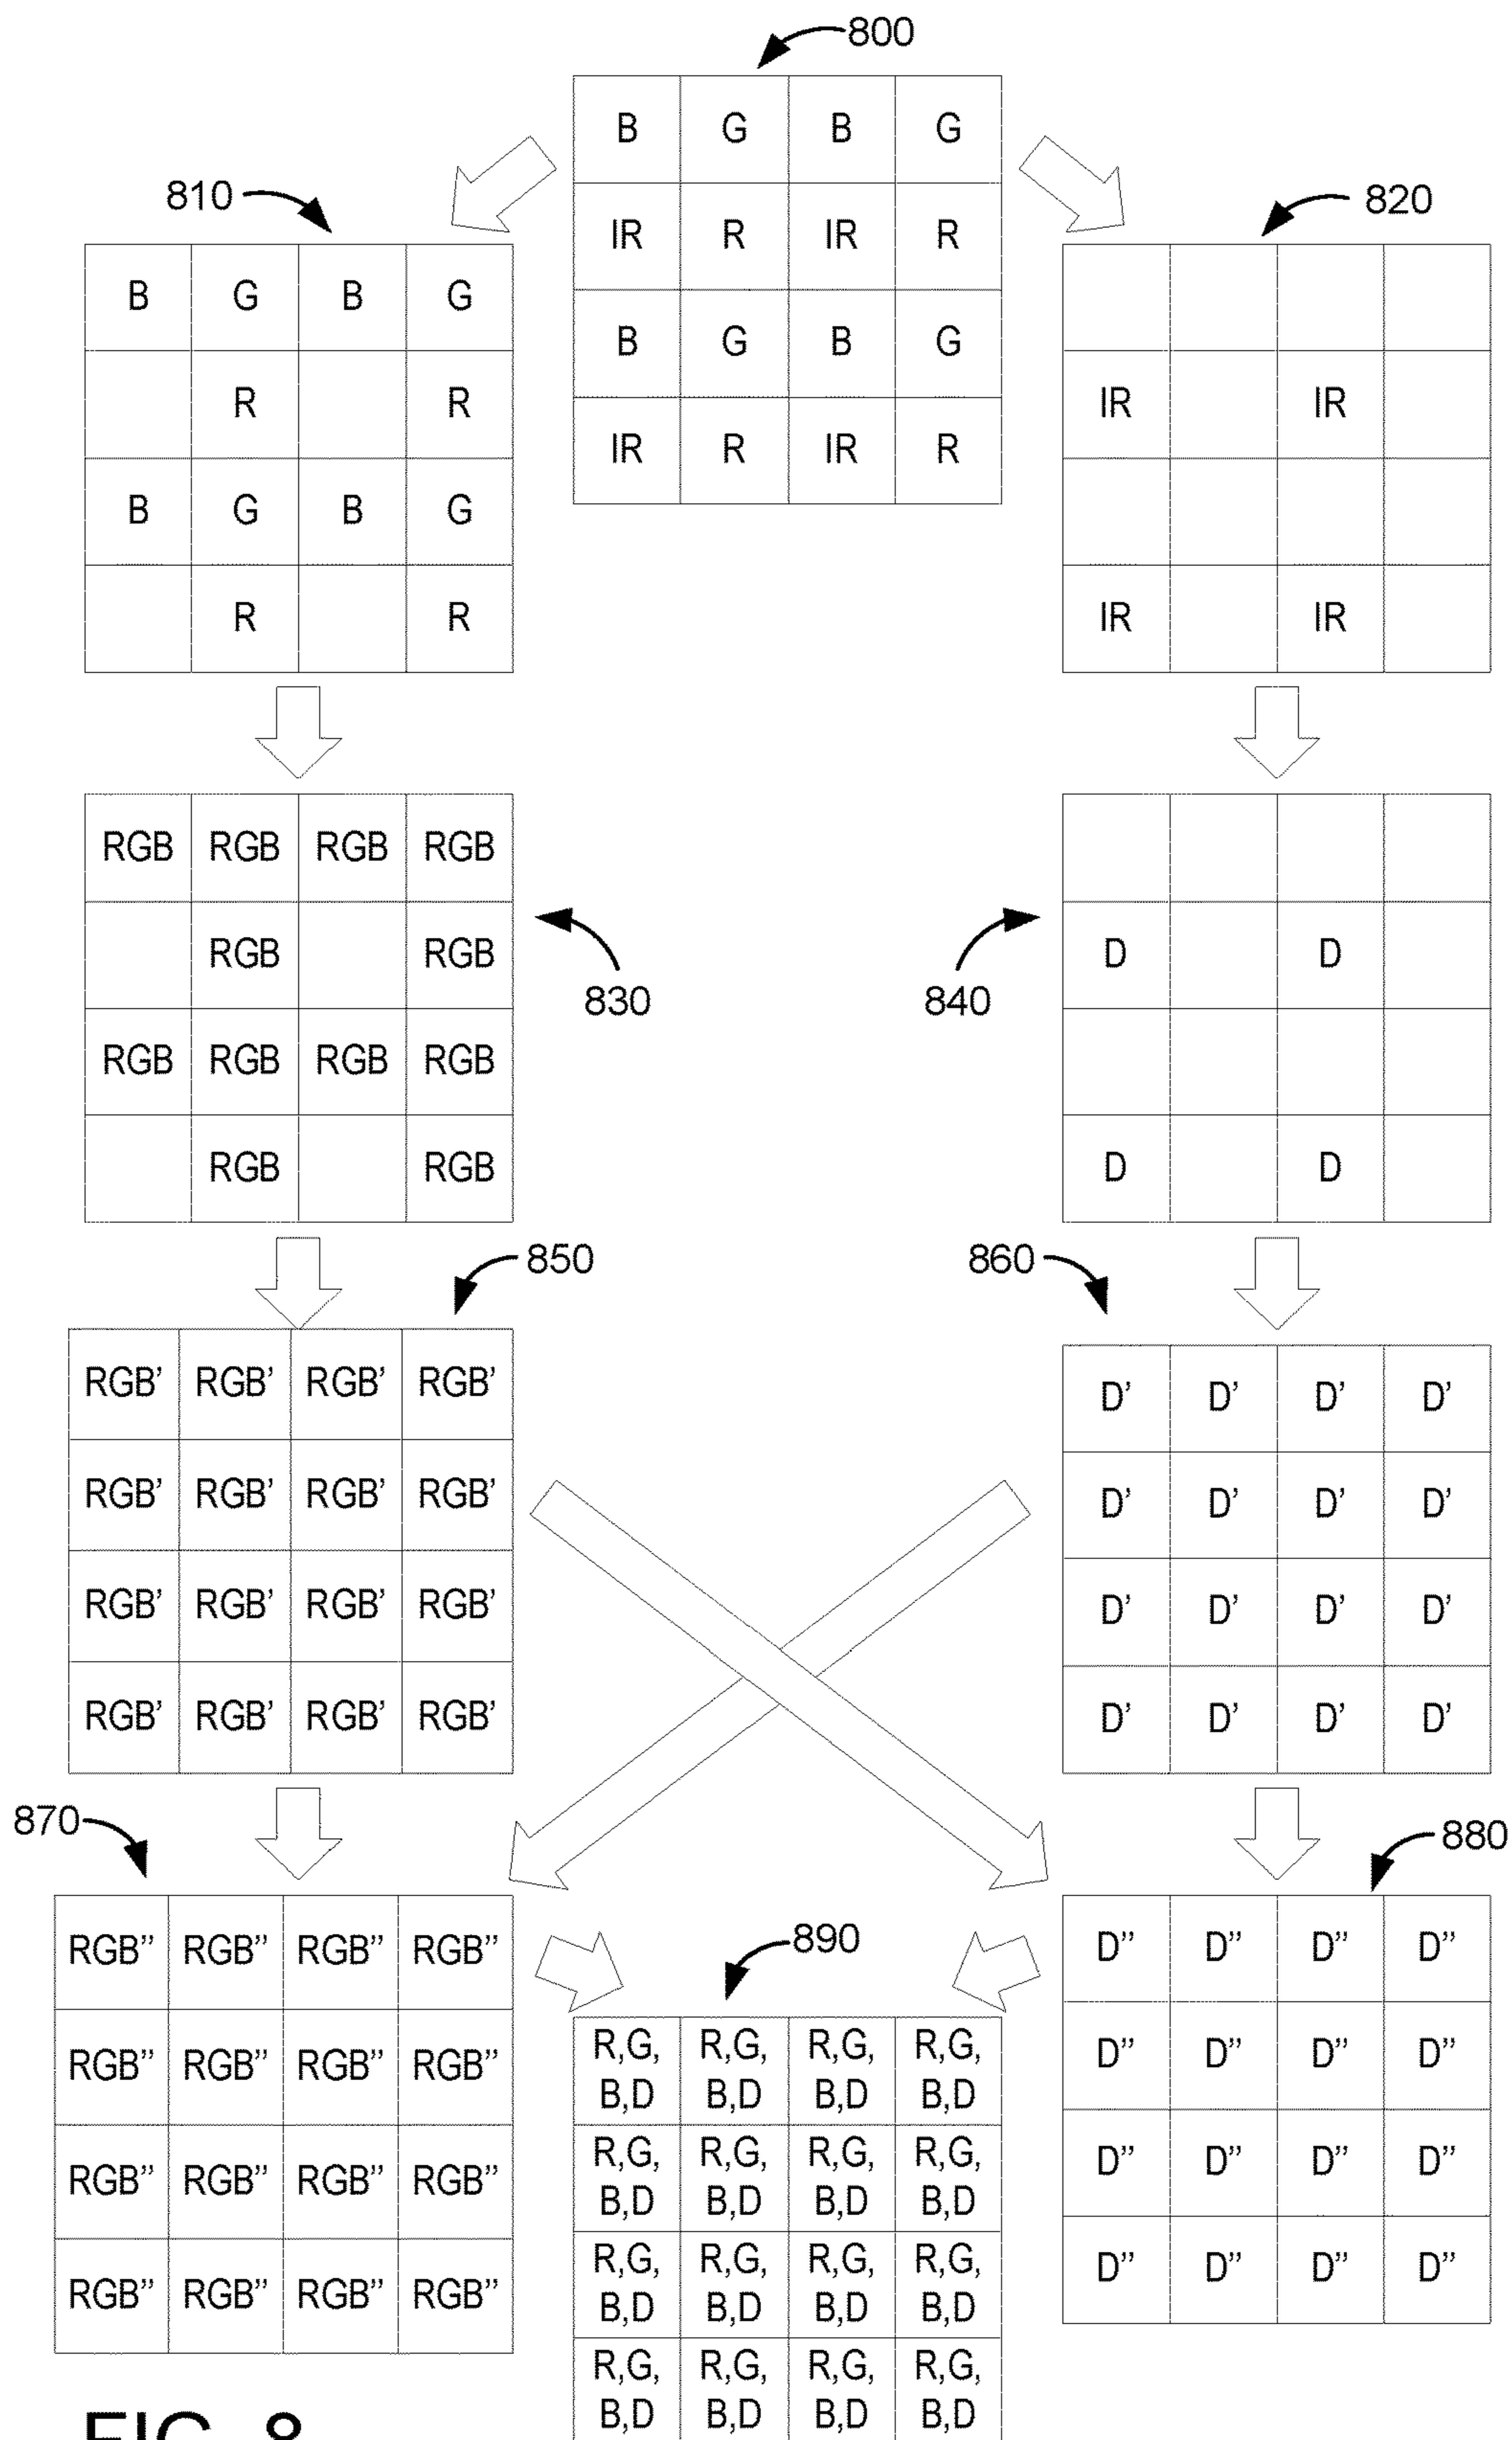 800
B G B G
IR R IR R
B G B G
IR R IR R
810
B G B G
R R
B G B G
R R
820
IR IR
IR IR
RGB RGB RGB RGB
RGB RGB
RGB RGB RGB RGB
RGB RGB
830
840
D D
D D
850
RGB' RGB' RGB' RGB'
RGB' RGB' RGB' RGB'
RGB' RGB' RGB' RGB'
RGB' RGB' RGB' RGB'
860
D' D' D' D'
D' D' D' D'
D' D' D' D'
D' D' D' D'
870
RGB” RGB” RGB” RGB”
RGB” RGB” RGB” RGB”
RGB” RGB” RGB” RGB”
RGB” RGB” RGB” RGB”
880
D” D” D” D”
D” D” D” D”
D” D” D” D”
D” D” D” D”
890
R,G, R,G, R,G, R,G,
B,D B,D B,D B,D
R,G, R,G, R,G, R,G,
B,D B,D B,D B,D
R,G, R,G, R,G, R,G,
B,D B,D B,D B,D
R,G, R,G, R,G, R,G,
B,D B,D B,D B,D
FIG. 8